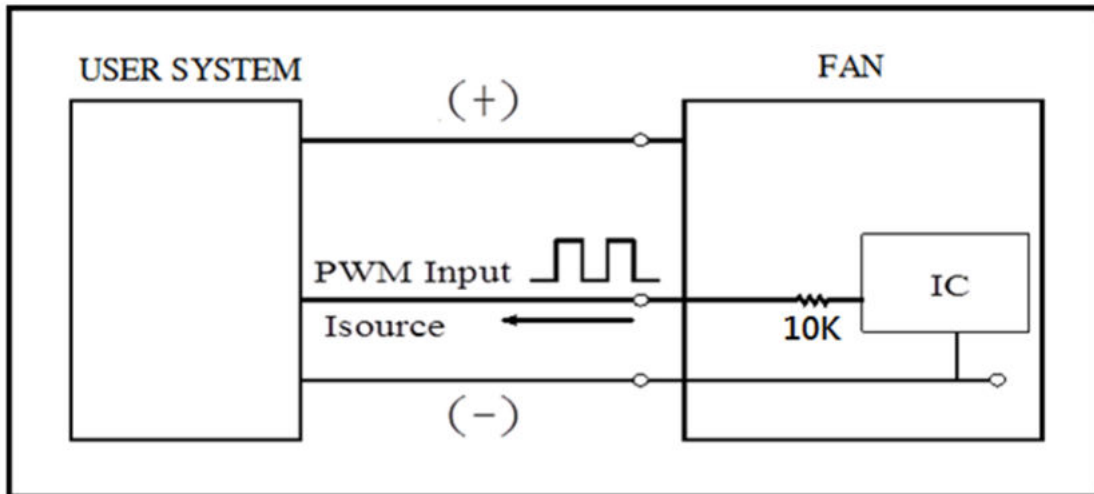 USER SYSTEM
FAN
(+)
PWM Input
IC
Isource
10K
(-)